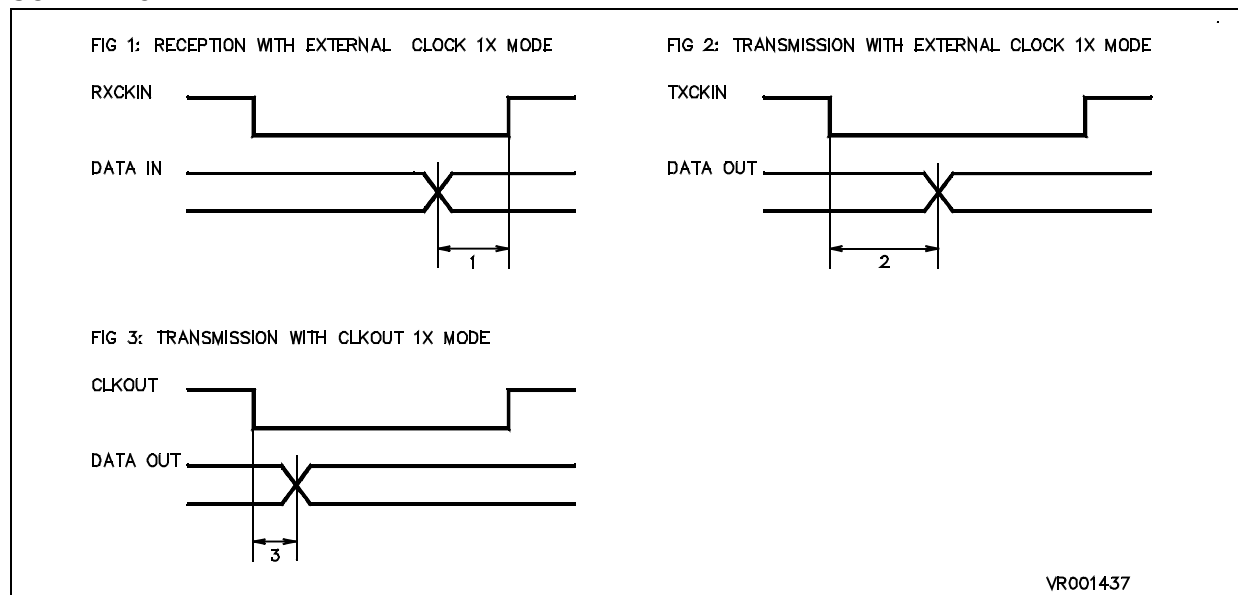 FIG 1: RECEPTION WITH EXTERNAL CLOCK 1X MODE
RXCKIN
DATA IN
1
FIG 2: TRANSMISSION WITH EXTERNAL CLOCK 1X MODE
TXCKIN
DATA OUT
2
FIG 3: TRANSMISSION WITH CLKOUT 1X MODE
CLKOUT
DATA OUT
3
VR001437